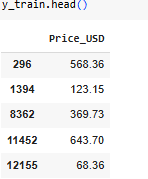 y_train.head()
Price_USD
296 568.36
1394 123.15
8362 369.73
11452 643.70
12155 68.36